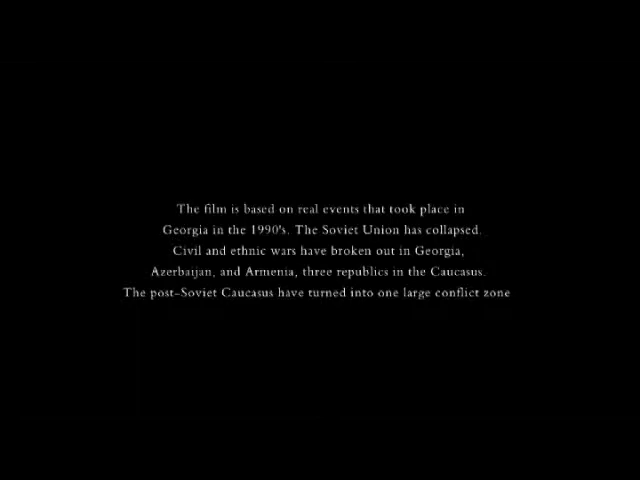 The film is based on real events that took place in
Georgia in the 1990's. The Soviet Union has collapsed.
Civil and ethnic wars have broken out in Georgia,
Azerbaijan, and Armenia, three republics in the Caucasus.
The post-Soviet Caucasus have turned into one large conflict zone